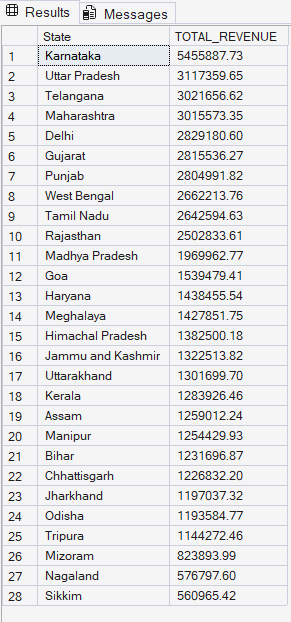 Results Messages
State TOTAL_REVENUE
1 Karnataka 5455887.73
2 Uttar Pradesh 3117359.65
3 Telangana 3021656.62
4 Maharashtra 3015573.35
5 Delhi 2829180.60
6 Gujarat 2815536.27
7 Punjab 2804991.82
8 West Bengal 2662213.76
9 Tamil Nadu 2642594.63
10 Rajasthan 2502833.61
11 Madhya Pradesh 1969962.77
12 Goa 1539479.41
13 Haryana 1438455.54
14 Meghalaya 1427851.75
15 Himachal Pradesh 1382500.18
16 Jammu and Kashmir 1322513.82
17 Uttarakhand 1301699.70
18 Kerala 1283926.46
19 Assam 1259012.24
20 Manipur 1254429.93
21 Bihar 1231696.87
22 Chhattisgarh 1226832.20
23 Jharkhand 1197037.32
24 Odisha 1193584.77
25 Tripura 1144272.46
26 Mizoram 823893.99
27 Nagaland 576797.60
28 Sikkim 560965.42